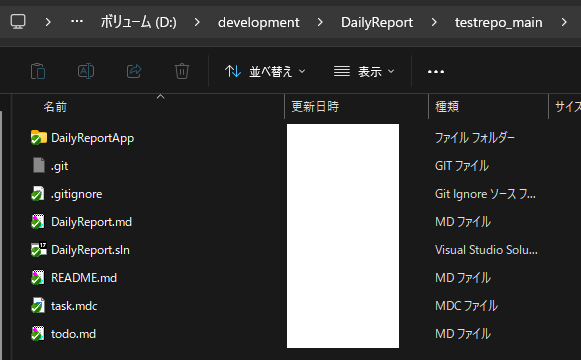 ボリューム (D:) > development > DailyReport > testrepo_main >
並べ替え 表示
名前 更新日時 種類 サイズ
DailyReportApp ファイル フォルダー
.git GIT ファイル
.gitignore Git Ignore ソース フ...
DailyReport.md MD ファイル
DailyReport.sln Visual Studio Solu...
README.md MD ファイル
task.mdc MDC ファイル
todo.md MD ファイル